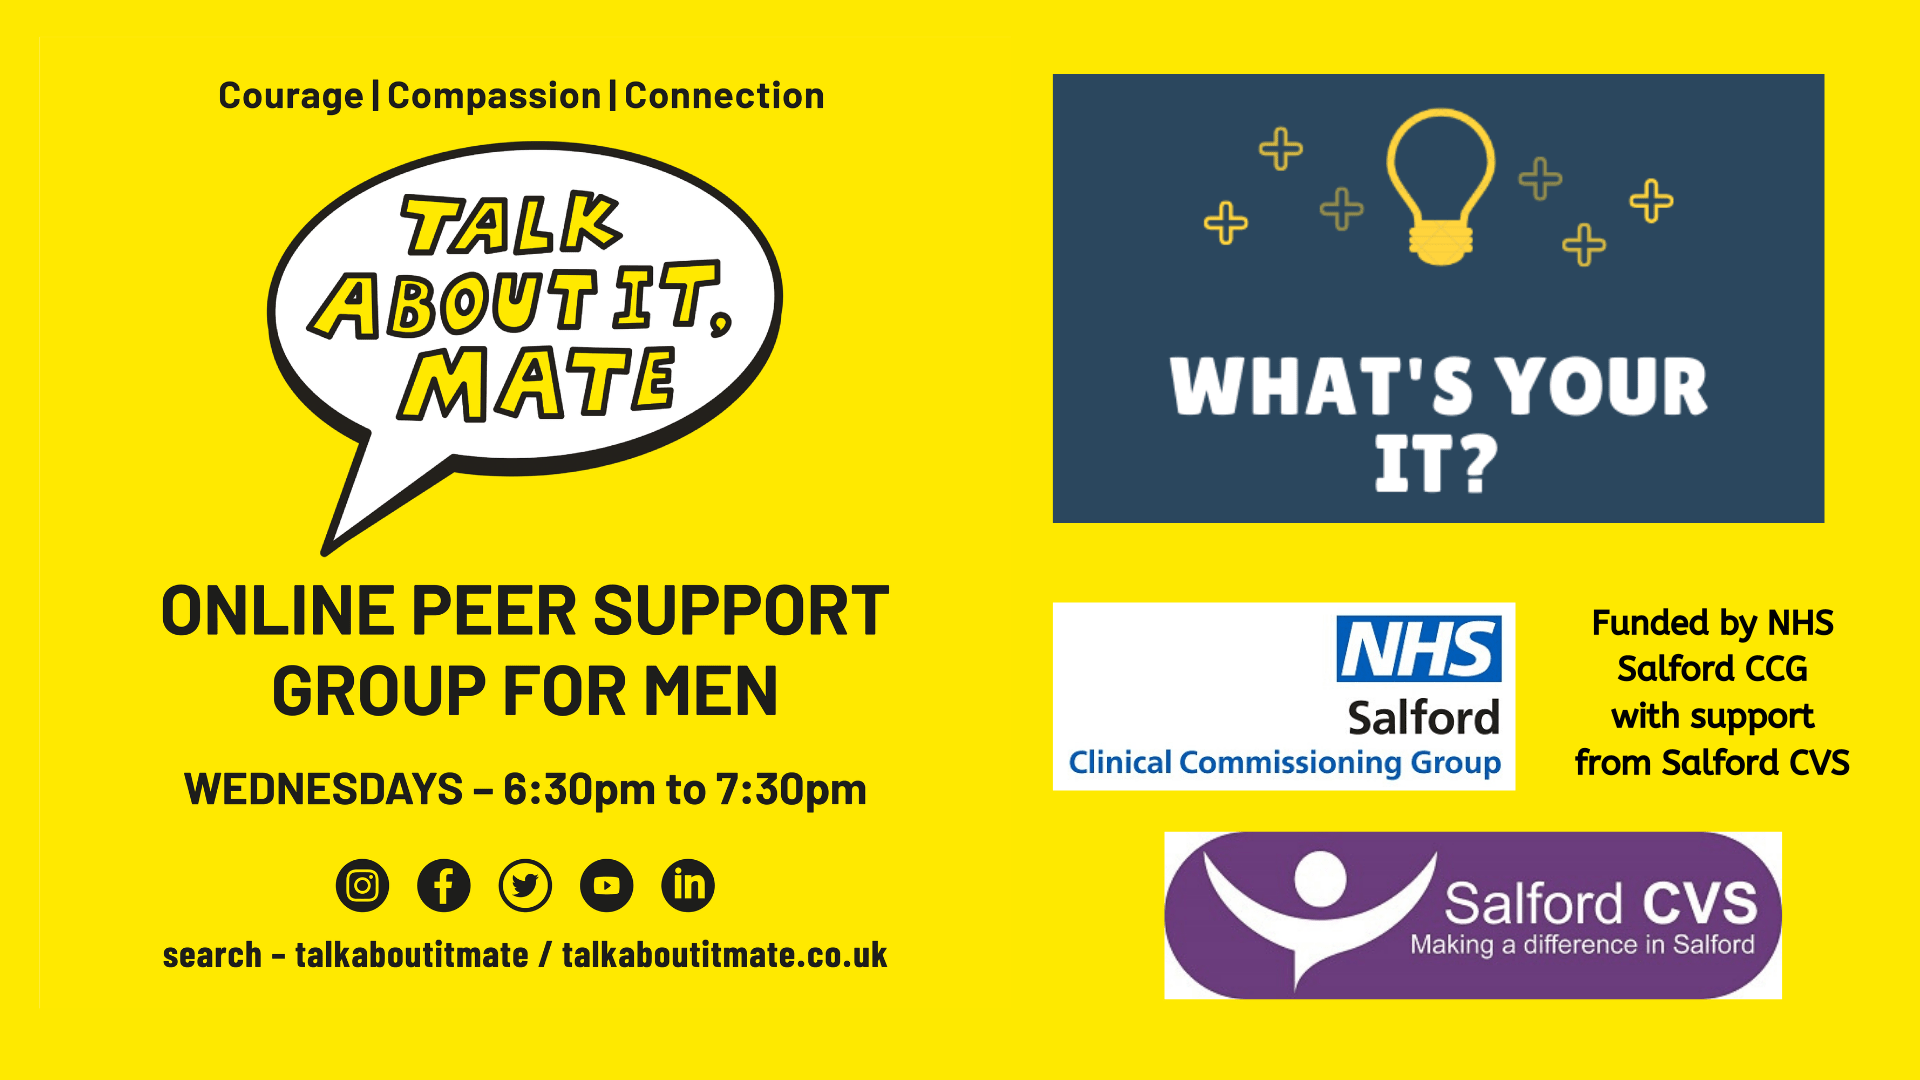 Courage | Compassion | Connection
TALK
ABOUT IT,
MATE
ONLINE PEER SUPPORT
GROUP FOR MEN
WEDNESDAYS – 6:30pm to 7:30pm
search – talkaboutitmate / talkaboutitmate.co.uk
WHAT'S YOUR
IT?
NHS
Salford
Clinical Commissioning Group
Funded by NHS
Salford CCG
with support
from Salford CVS
Salford CVS
Making a difference in Salford